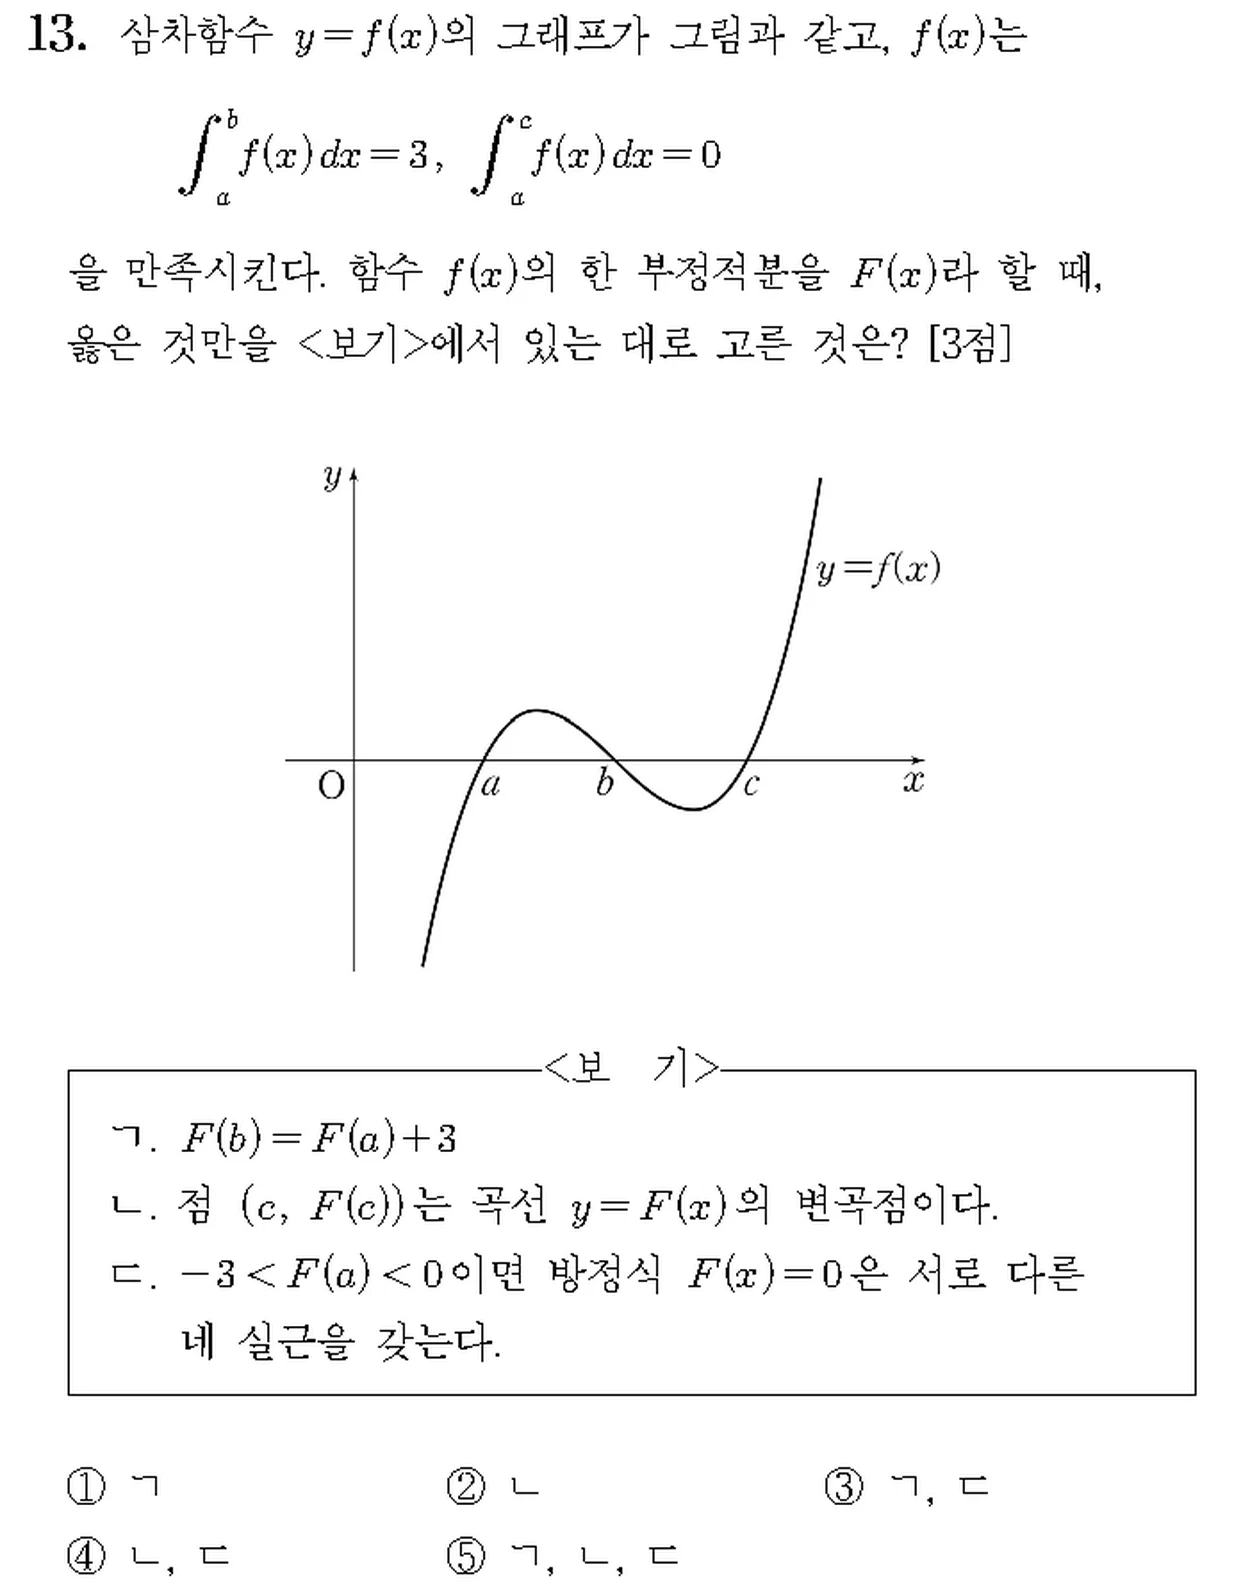 13. 삼차함수 y=f(x)의 그래프가 그림과 같고, f(x)는
∫_a^b f(x)dx=3, ∫_a^c f(x)dx=0
을 만족시킨다. 함수 f(x)의 한 부정적분을 F(x)라 할 때,
옳은 것만을 <보기>에서 있는 대로 고른 것은? [3점]
y
y=f(x)
O a b c x
<보 기>
ㄱ. F(b)=F(a)+3
ㄴ. 점 (c, F(c))는 곡선 y=F(x)의 변곡점이다.
ㄷ. -3<F(a)<0이면 방정식 F(x)=0은 서로 다른
네 실근을 갖는다.
① ㄱ ② ㄴ ③ ㄱ, ㄷ
④ ㄴ, ㄷ ⑤ ㄱ, ㄴ, ㄷ